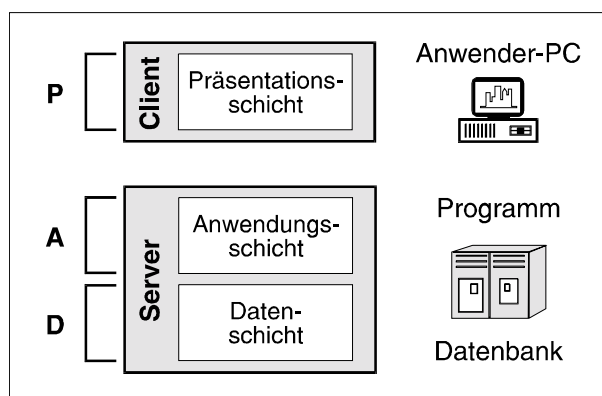 P
Client
Präsentations-
schicht
Anwender-PC
A
D
Server
Anwendungs-
schicht
Daten-
schicht
Programm
Datenbank